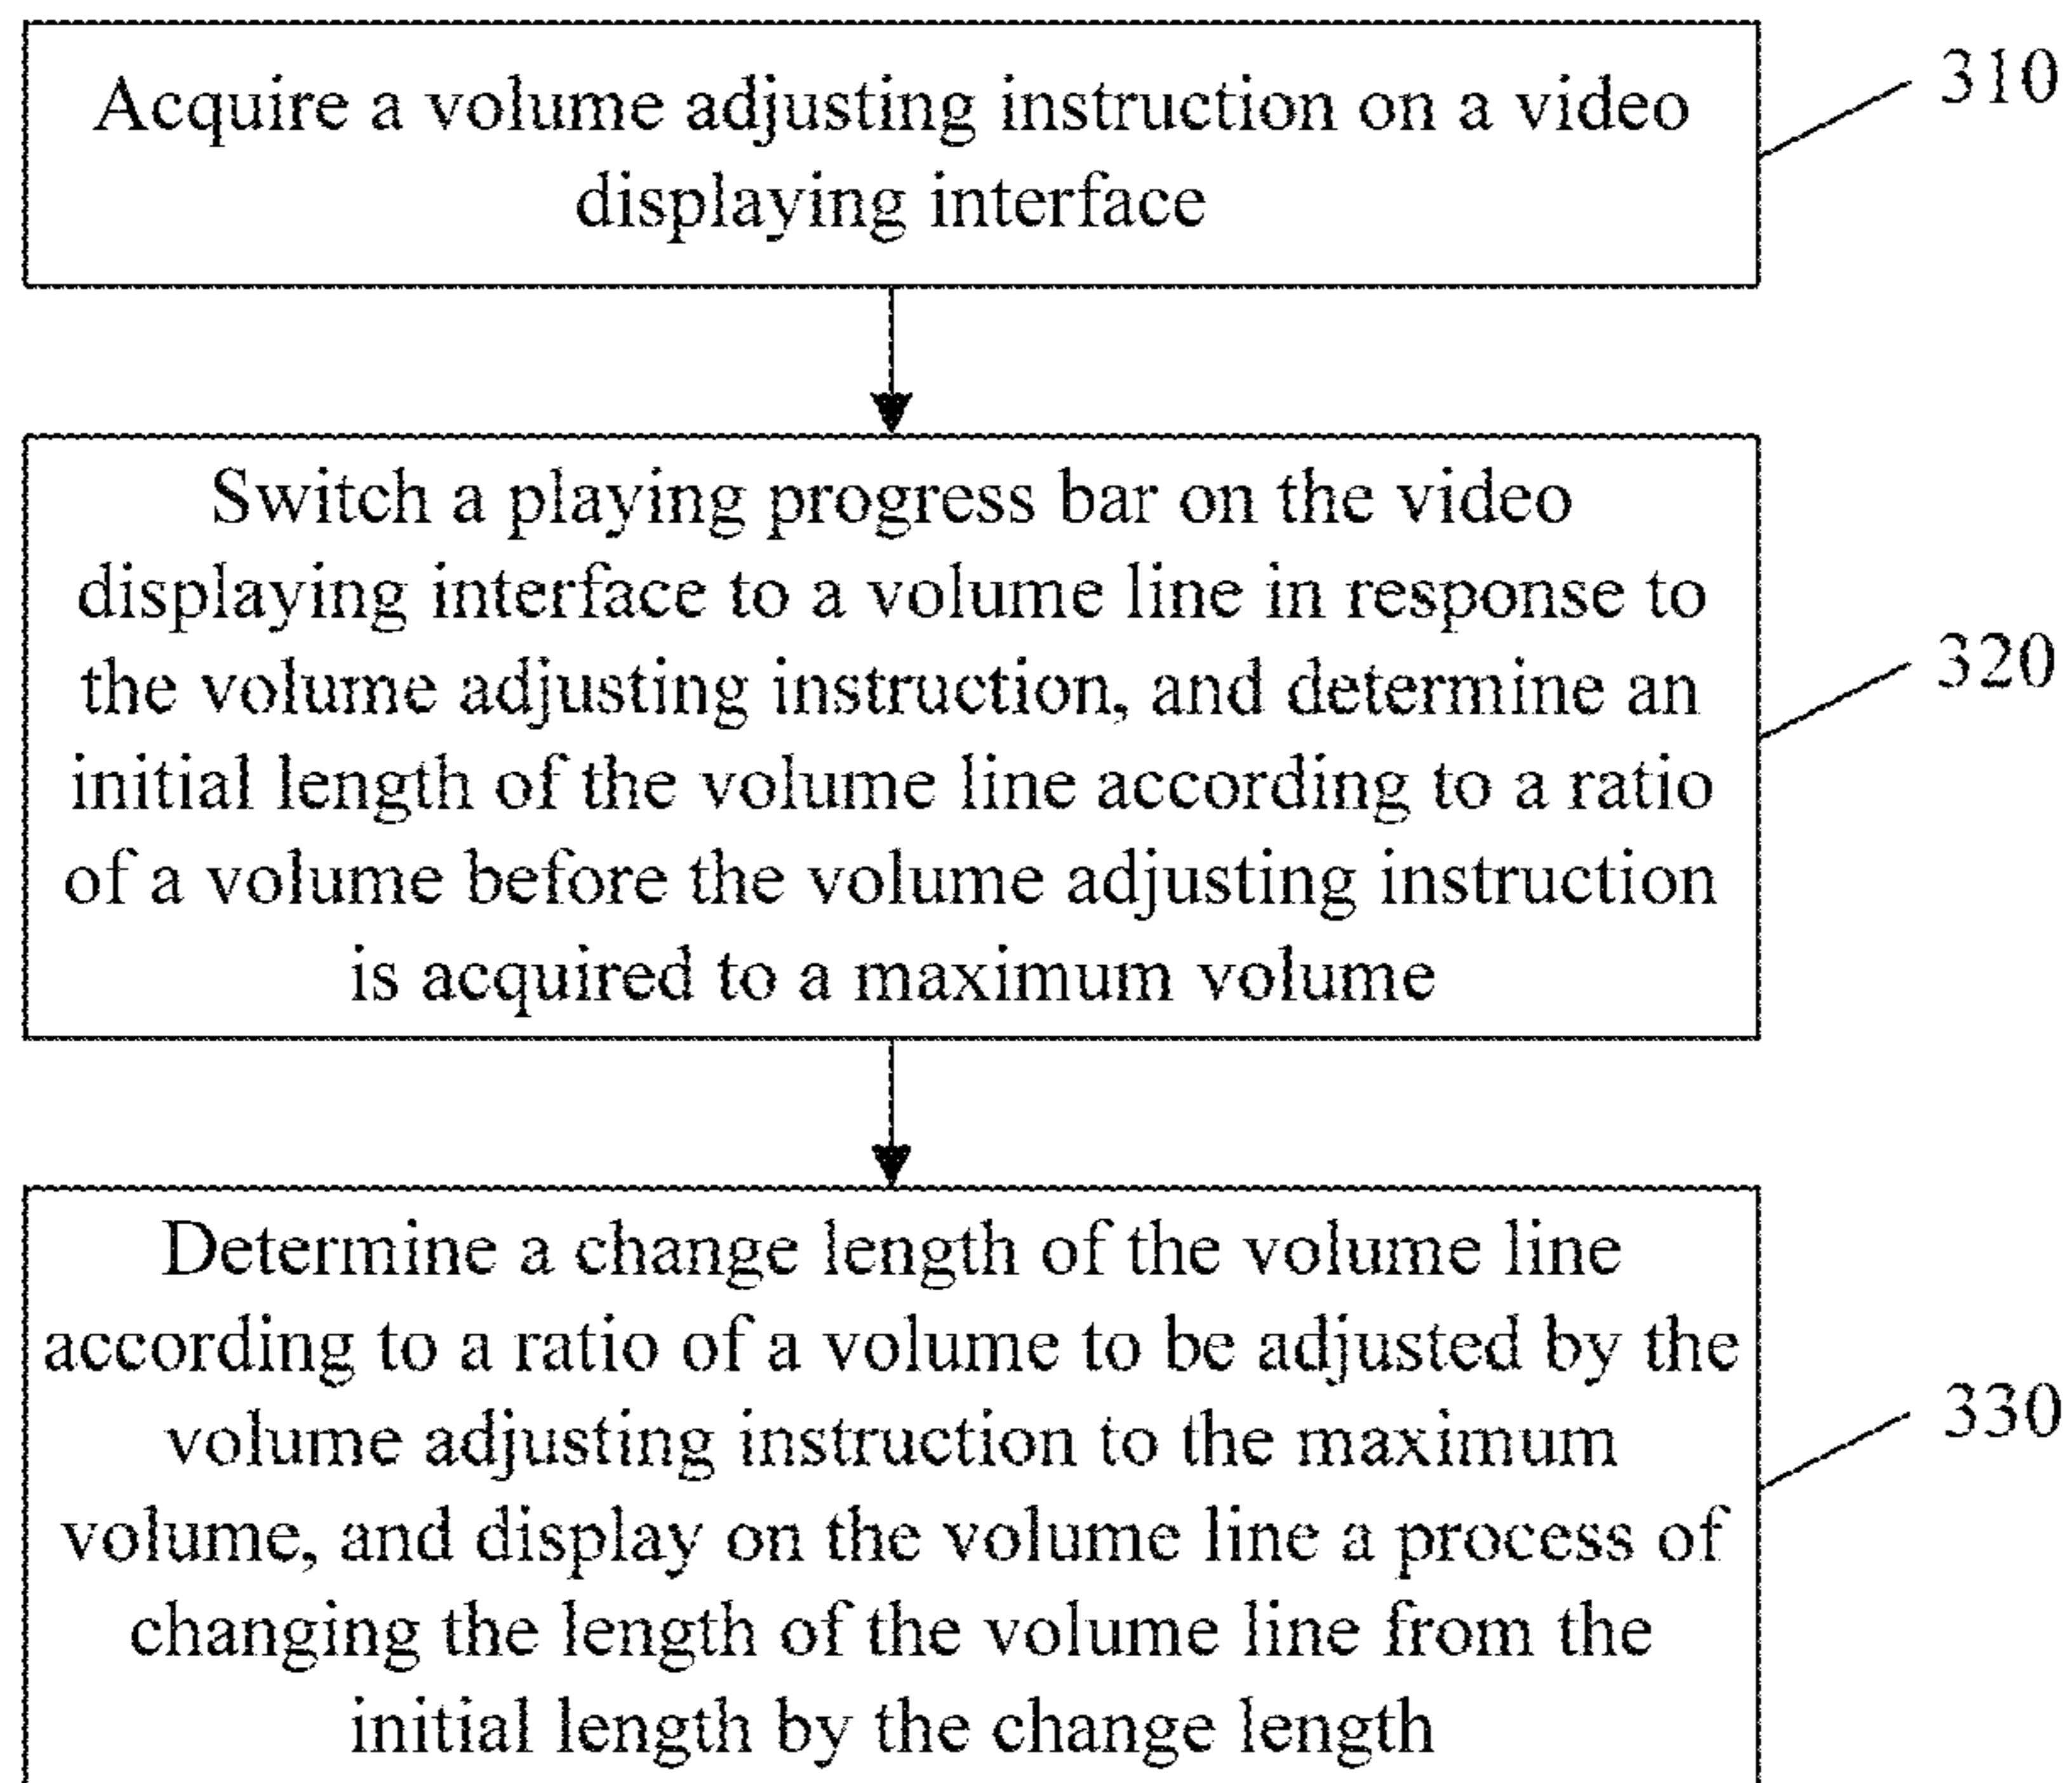 Acquire a volume adjusting instruction on a video
displaying interface
310
Switch a playing progress bar on the video
displaying interface to a volume line in response to
the volume adjusting instruction, and determine an
initial length of the volume line according to a ratio
of a volume before the volume adjusting instruction
is acquired to a maximum volume
320
Determine a change length of the volume line
according to a ratio of a volume to be adjusted by the
volume adjusting instruction to the maximum
volume, and display on the volume line a process of
changing the length of the volume line from the
initial length by the change length
330